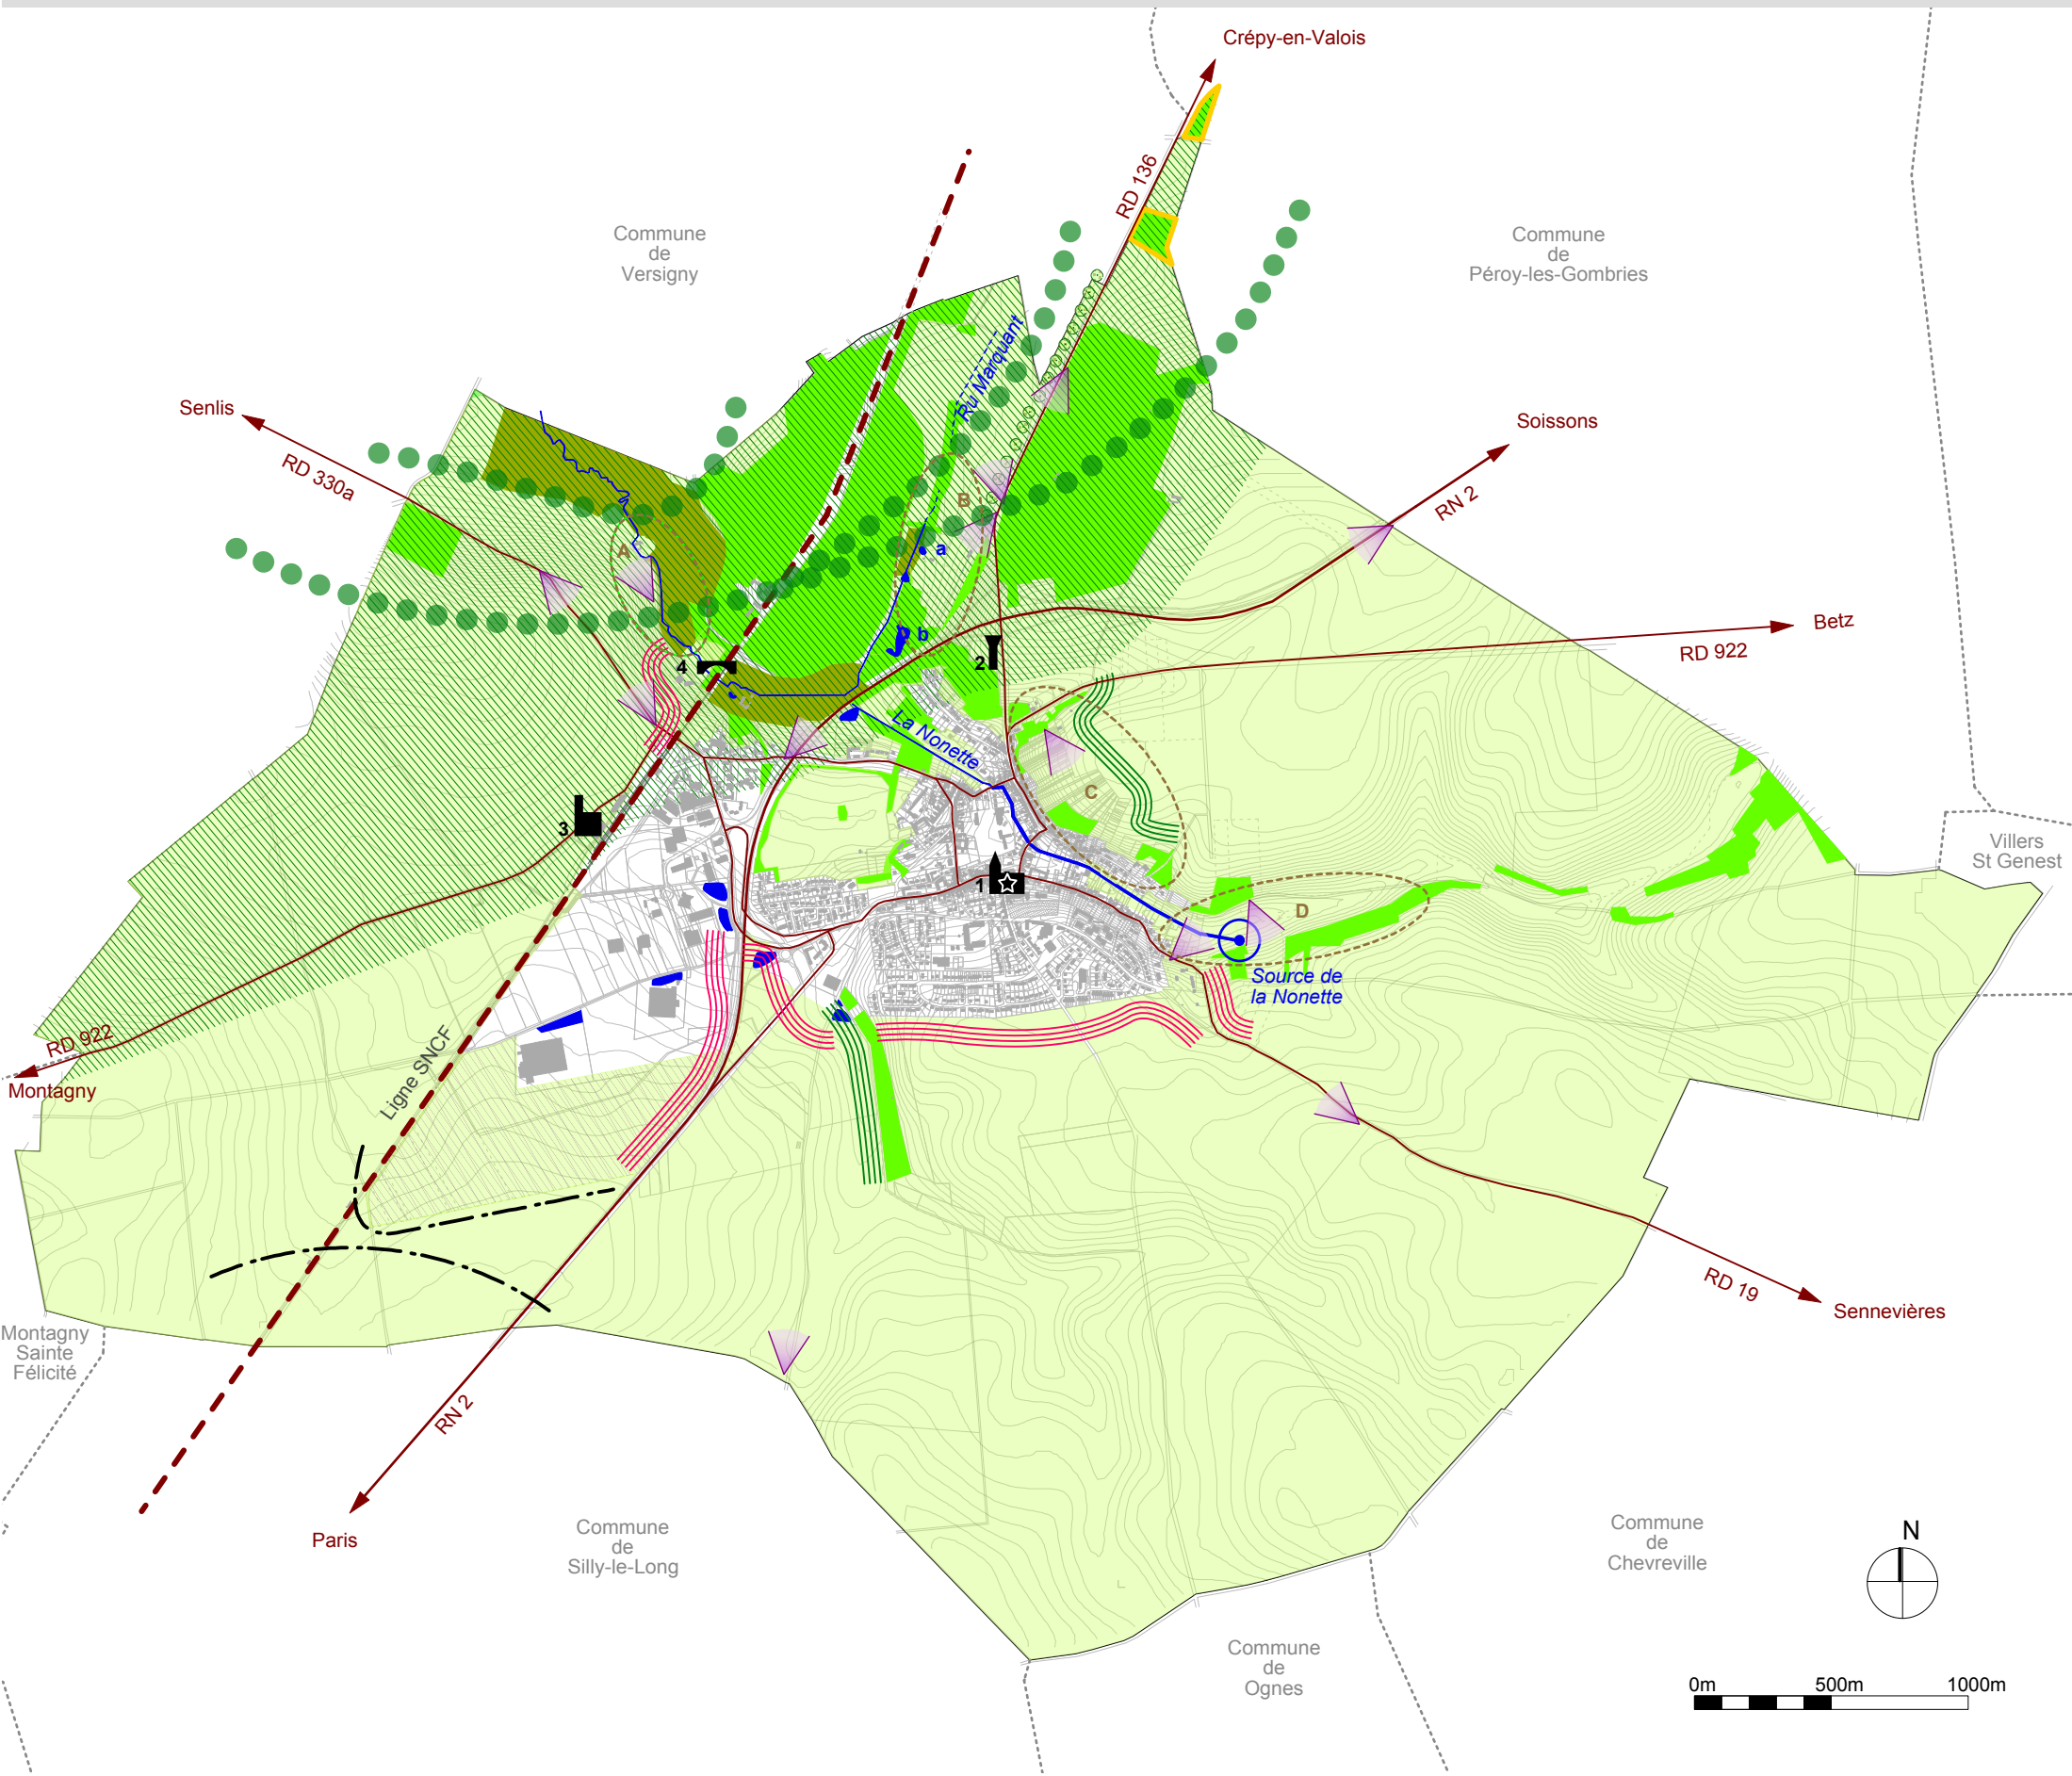 Crépy-en-Valois
RD 136
Commune
de
Versigny
Commune
de
Péroy-les-Gombries
Ru Marquant
Senlis
RD 330a
Soissons
RN 2
B
A
a
b
Betz
RD 922
2
4
La Nonette
C
3
Villers
St Genest
1
D
Source de
la Nonette
RD 922
Montagny
Ligne SNCF
RD 19
Sennevières
Montagny
Sainte
Félicité
RN 2
Paris
Commune
de
Silly-le-Long
Commune
de
Chevreville
N
Commune
de
Ognes
0m 500m 1000m